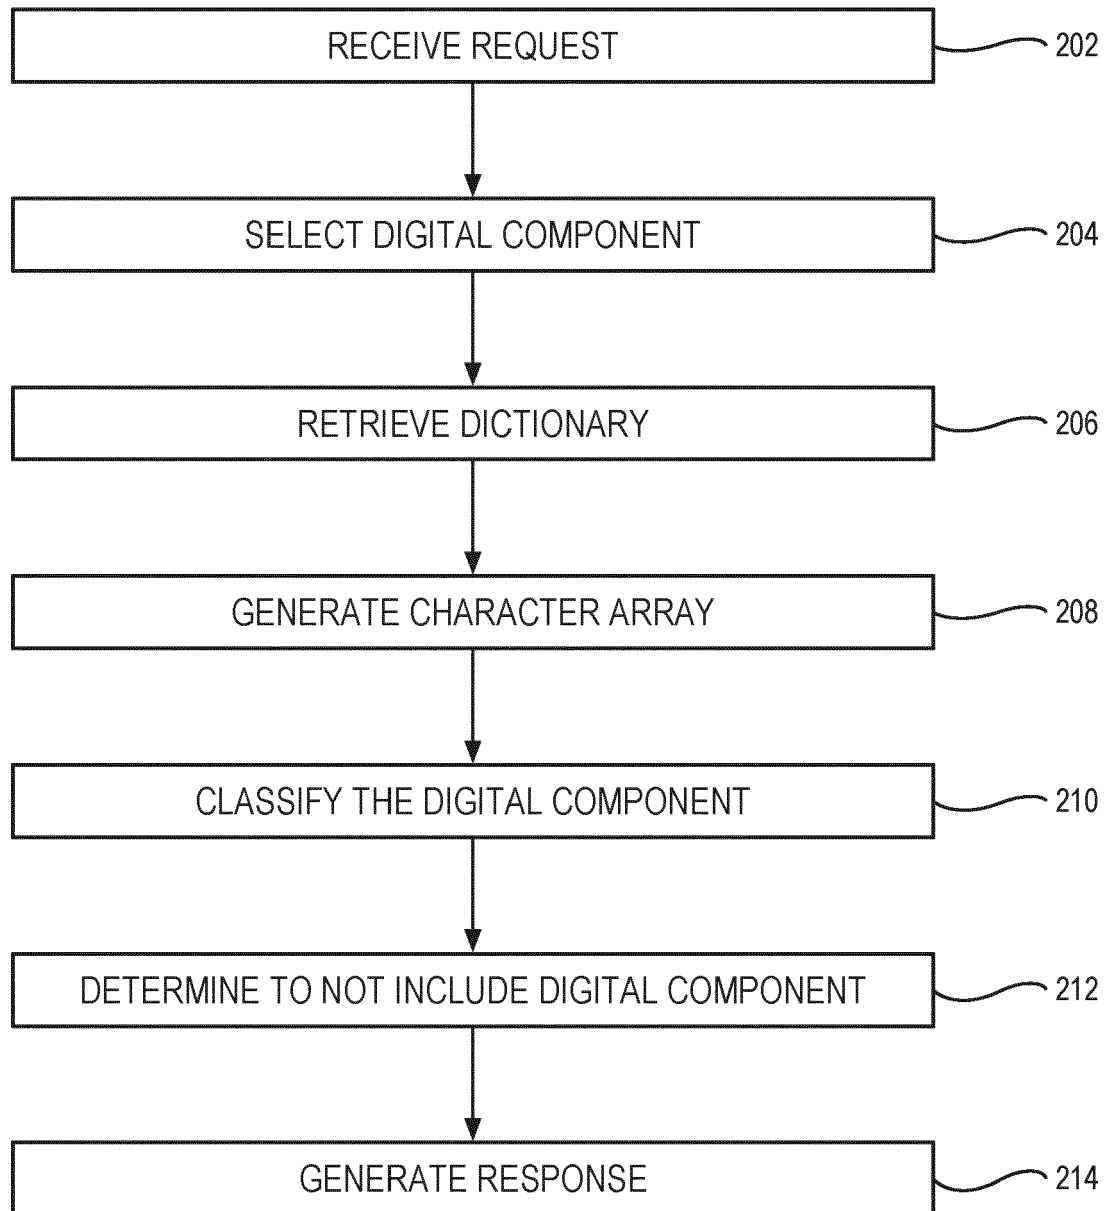 RECEIVE REQUEST 202
SELECT DIGITAL COMPONENT 204
RETRIEVE DICTIONARY 206
GENERATE CHARACTER ARRAY 208
CLASSIFY THE DIGITAL COMPONENT 210
DETERMINE TO NOT INCLUDE DIGITAL COMPONENT 212
GENERATE RESPONSE 214